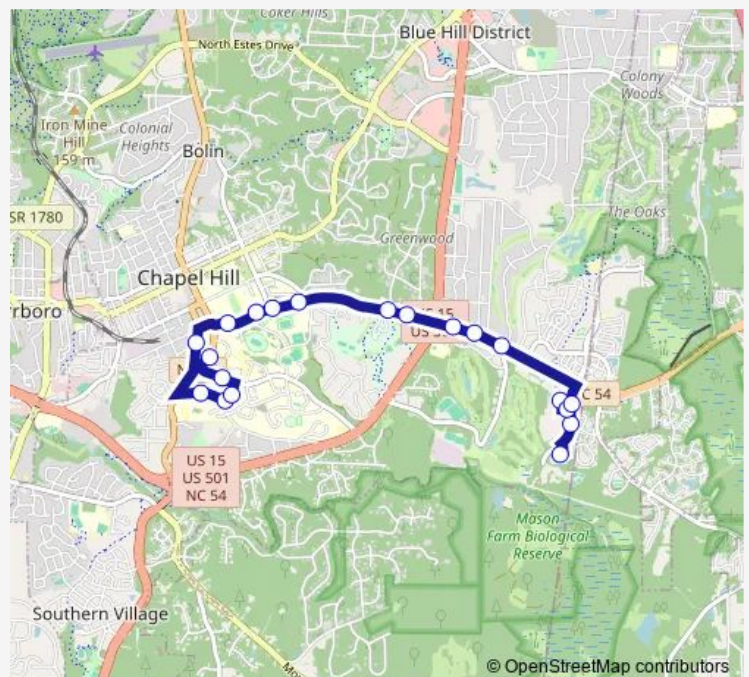 Coker Hills
Blue Hill District
North Estes Drive
Colony
Woods
Iron Mine
Hill
159 m
Colonial
Heights
Bolin
SR 1780
The Oaks
Greenwood
Chapel Hill
rrboro
US 15
US
N
C 54
US 15
US 501
NC 54
Mason
Farm Biological
Reserve
Southern Village
Mo
© OpenStreetMap contributors